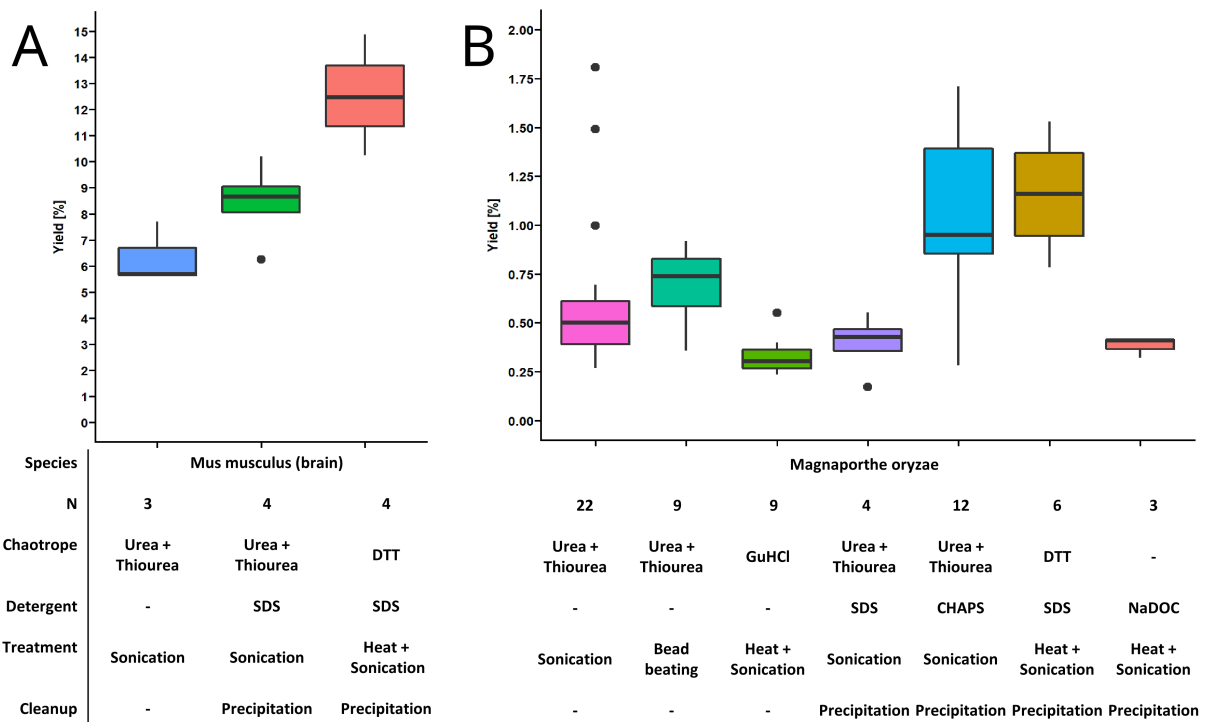 A
B
Yield [%]
15
14
13
12
11
10
9
8
7
6
5
4
3
2
1
0
Yield [%]
2.00
1.75
1.50
1.25
1.00
0.75
0.50
0.25
0.00
Species
Mus musculus (brain)
Magnaporthe oryzae
N
3
4
4
22
9
9
4
12
6
3
Chaotrope
Urea +
Thiourea
Urea +
Thiourea
DTT
Urea +
Thiourea
Urea +
Thiourea
GuHCl
Urea +
Thiourea
Urea +
Thiourea
DTT
-
Detergent
-
SDS
SDS
-
-
-
SDS
CHAPS
SDS
NaDOC
Treatment
Sonication
Sonication
Heat +
Sonication
Sonication
Bead
beating
Heat +
Sonication
Sonication
Sonication
Heat +
Sonication
Heat +
Sonication
Cleanup
-
Precipitation
Precipitation
-
-
-
Precipitation
Precipitation
Precipitation
Precipitation